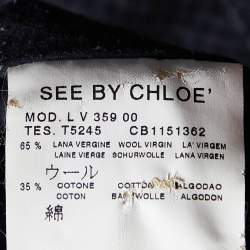 SEE BY CHLOE'
MOD. L V 359 00
TES. T5245 CB1151362
65 % LANA VERGINE WOOL VIRGIN LA' VIRGEM
LAINE VIERGE SCHURWOLLE LANA VIRGEN
ウール
35 % COTONE COTTON ALGODAO
COTON BAUMWOLLE ALGODON
綿